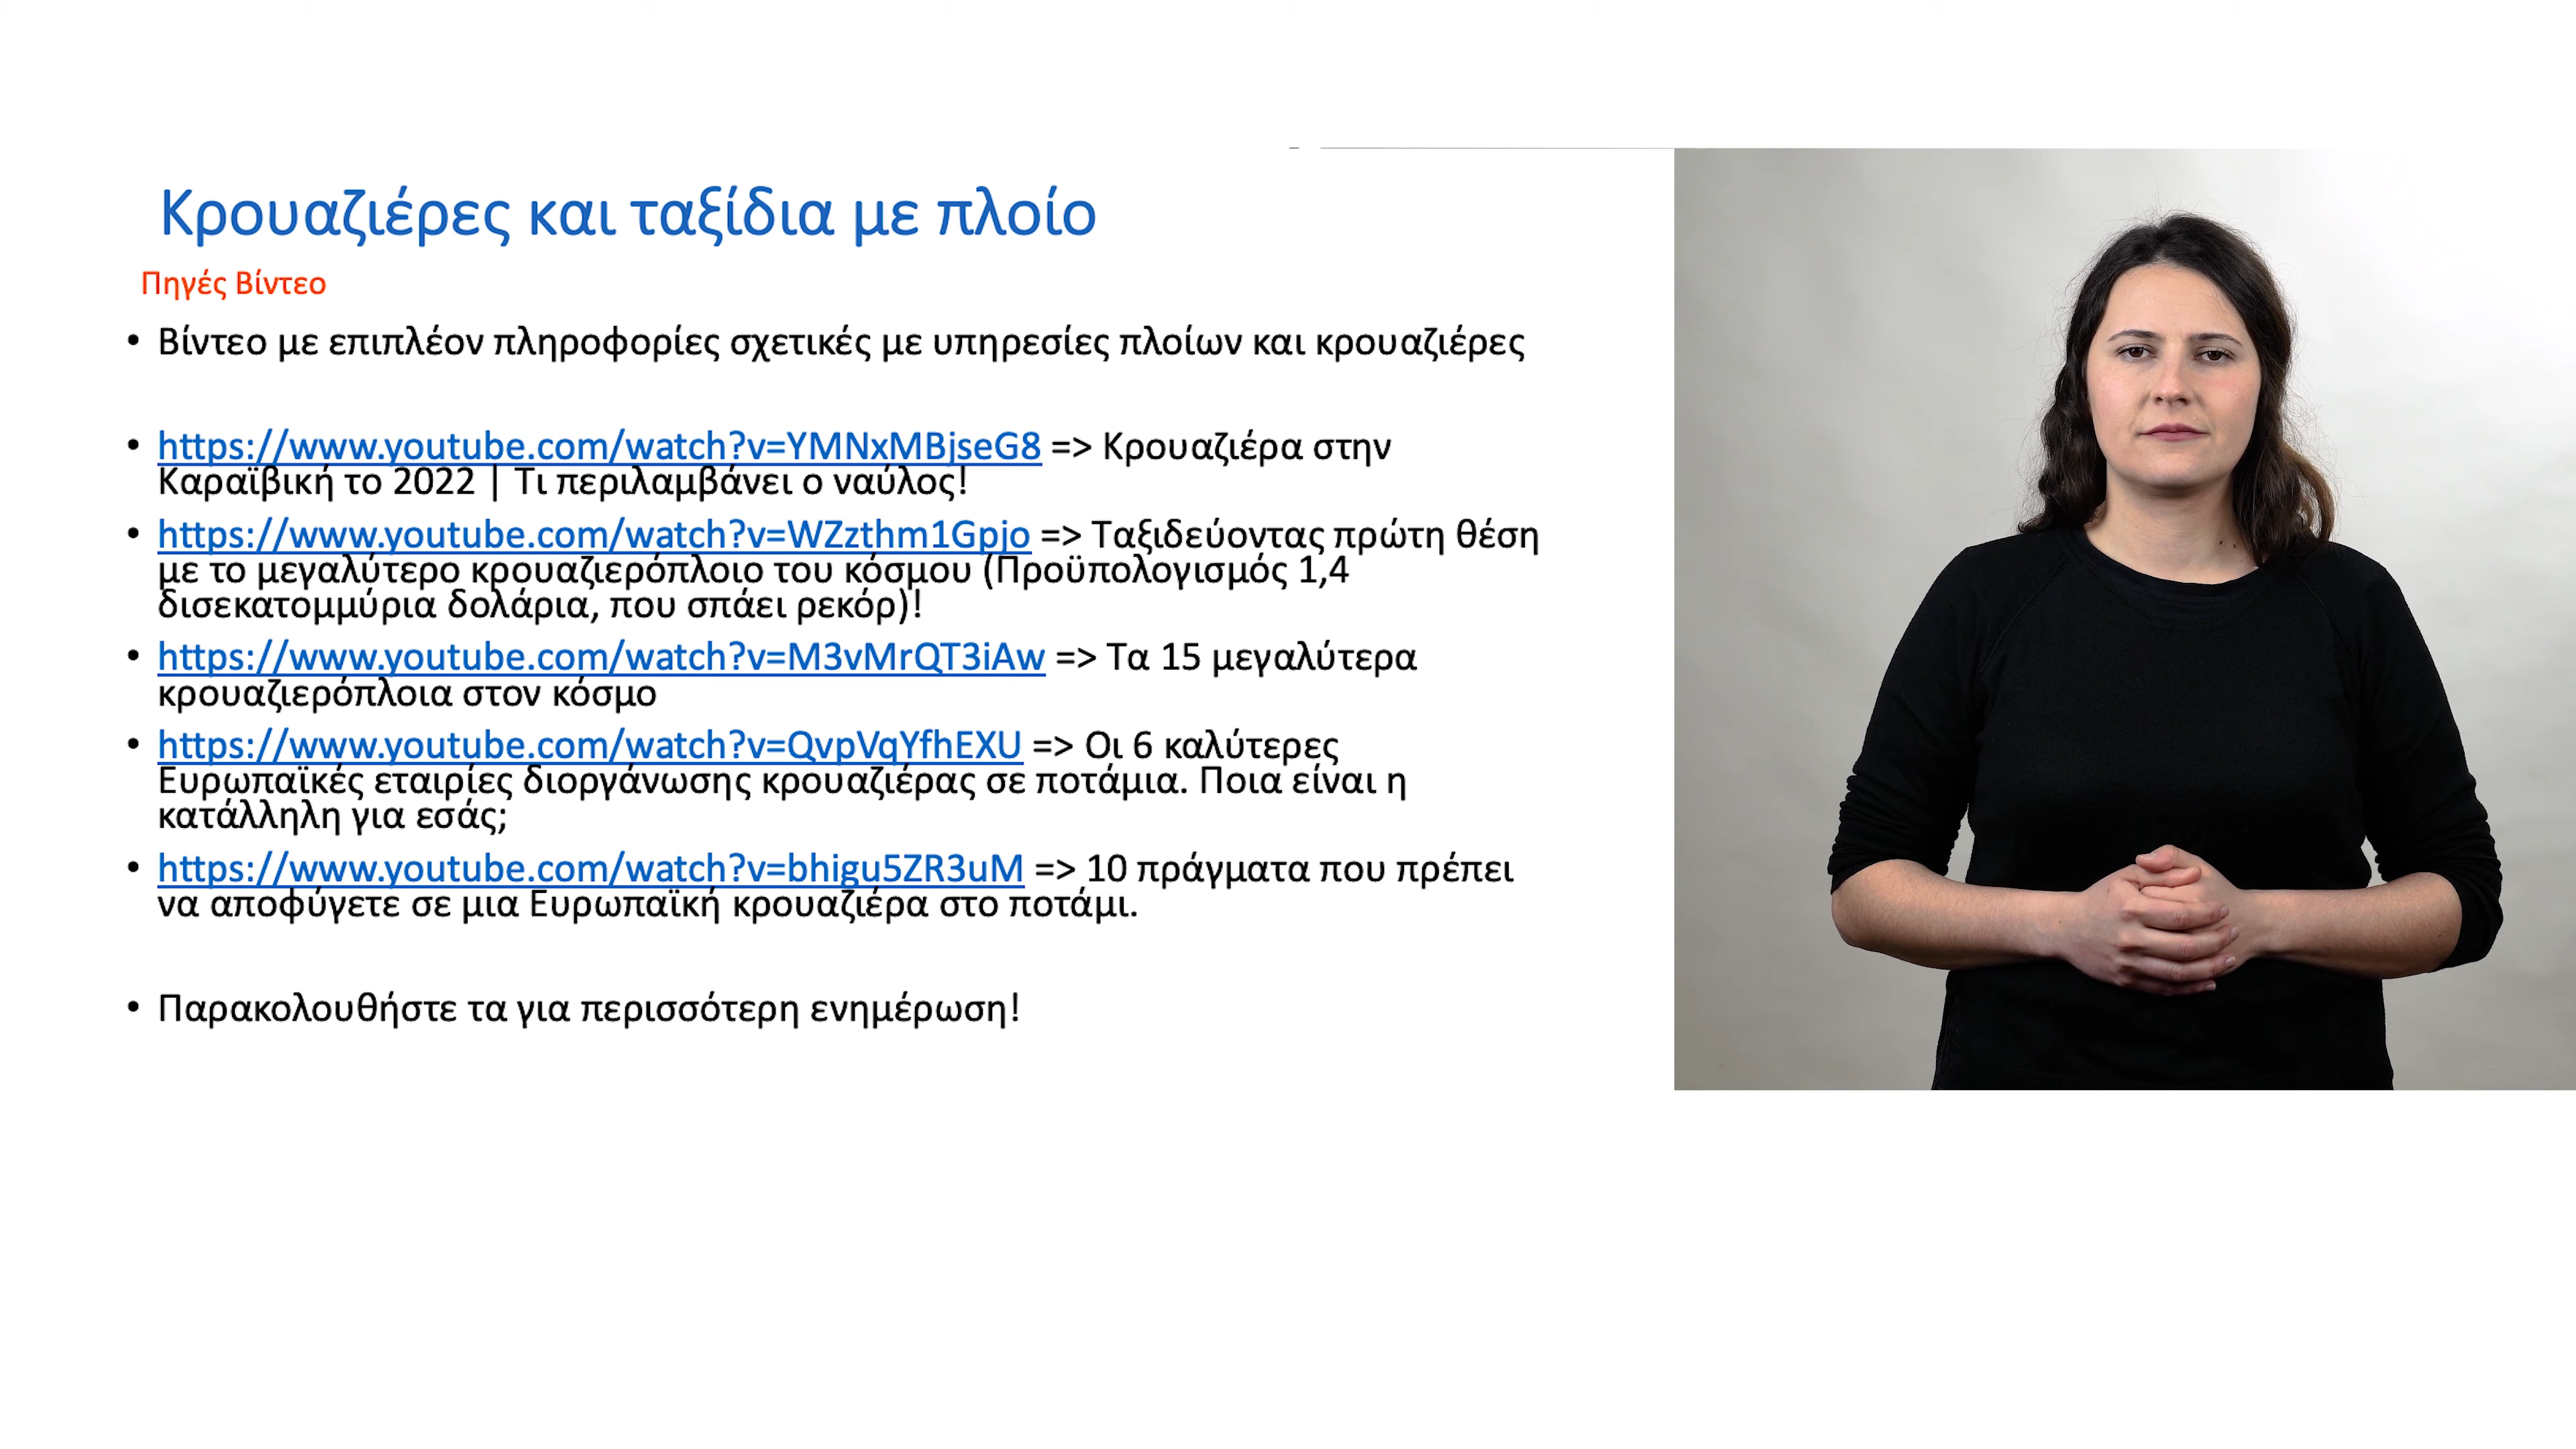 Κρουαζιέρες και ταξίδια με πλοίο
Πηγές Βίντεο
• Βίντεο με επιπλέον πληροφορίες σχετικές με υπηρεσίες πλοίων και κρουαζιέρες
• https://www.youtube.com/watch?v=YMNxMBjseG8 => Κρουαζιέρα στην
Καραϊβική το 2022 | Τι περιλαμβάνει ο ναύλος!
• https://www.youtube.com/watch?v=WZzthm1Gpjo => Ταξιδεύοντας πρώτη θέση
με το μεγαλύτερο κρουαζιερόπλοιο του κόσμου (Προϋπολογισμός 1,4
δισεκατομμύρια δολάρια, που σπάει ρεκόρ)!
• https://www.youtube.com/watch?v=M3vMrQT3iAw => Τα 15 μεγαλύτερα
κρουαζιερόπλοια στον κόσμο
• https://www.youtube.com/watch?v=QvpVqYfhEXU => Οι 6 καλύτερες
Ευρωπαϊκές εταιρίες διοργάνωσης κρουαζιέρας σε ποτάμια. Ποια είναι η
κατάλληλη για εσάς;
• https://www.youtube.com/watch?v=bhigu5ZR3uM => 10 πράγματα που πρέπει
να αποφύγετε σε μια Ευρωπαϊκή κρουαζιέρα στο ποτάμι.
• Παρακολουθήστε τα για περισσότερη ενημέρωση!